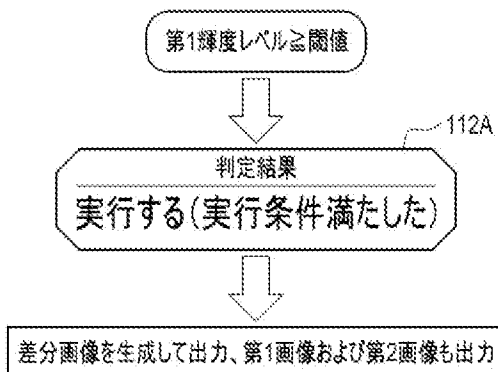 第1輝度レベル≧閾値
112A
判定結果
実行する(実行条件満たした)
差分画像を生成して出力、第1画像および第2画像も出力